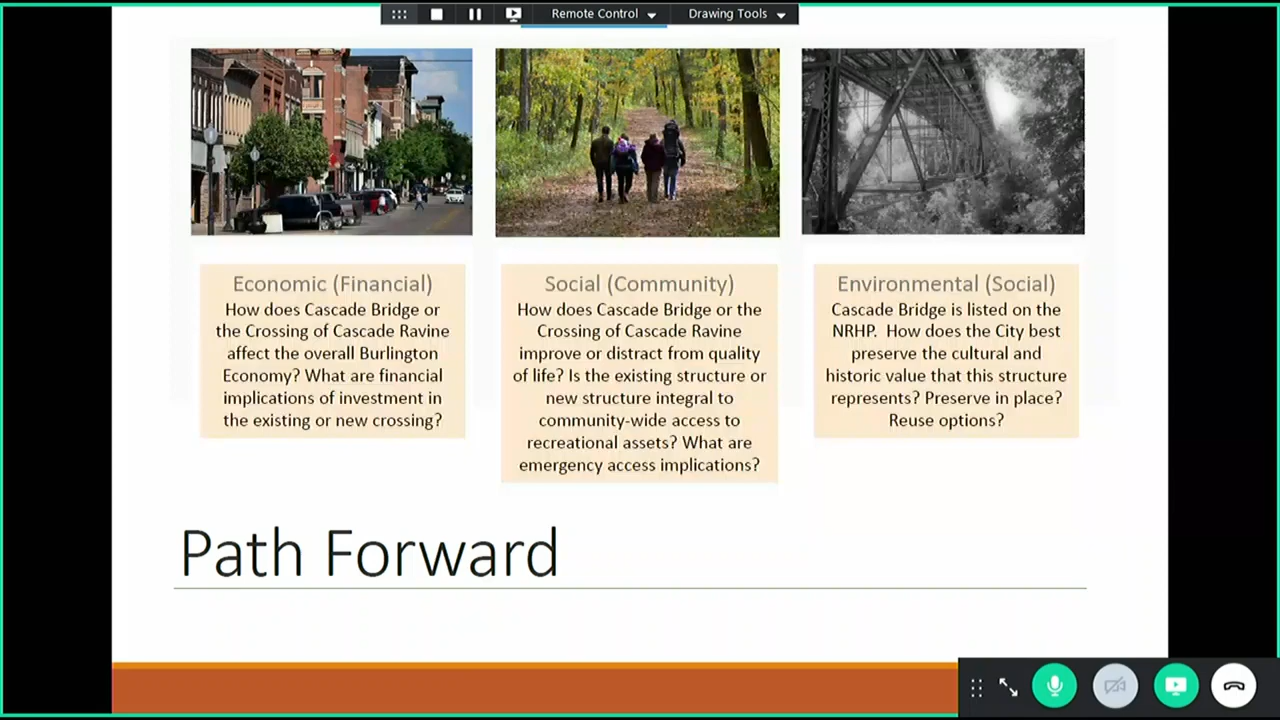 Remote Control
Drawing Tools
Economic (Financial)
How does Cascade Bridge or
the Crossing of Cascade Ravine
affect the overall Burlington
Economy? What are financial
implications of investment in
the existing or new crossing?
Social (Community)
How does Cascade Bridge or the
Crossing of Cascade Ravine
improve or distract from quality
of life? Is the existing structure or
new structure integral to
community-wide access to
recreational assets? What are
emergency access implications?
Environmental (Social)
Cascade Bridge is listed on the
NRHP. How does the City best
preserve the cultural and
historic value that this structure
represents? Preserve in place?
Reuse options?
Path Forward